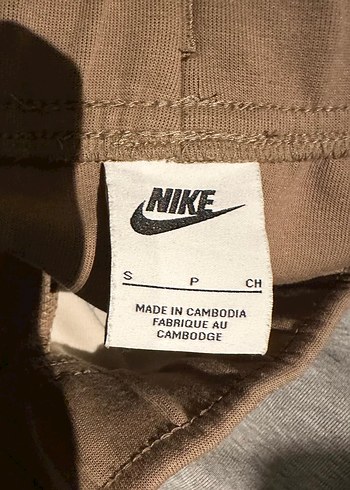 NIKE
S P CH
MADE IN CAMBODIA
FABRIQUE AU
CAMBODGE